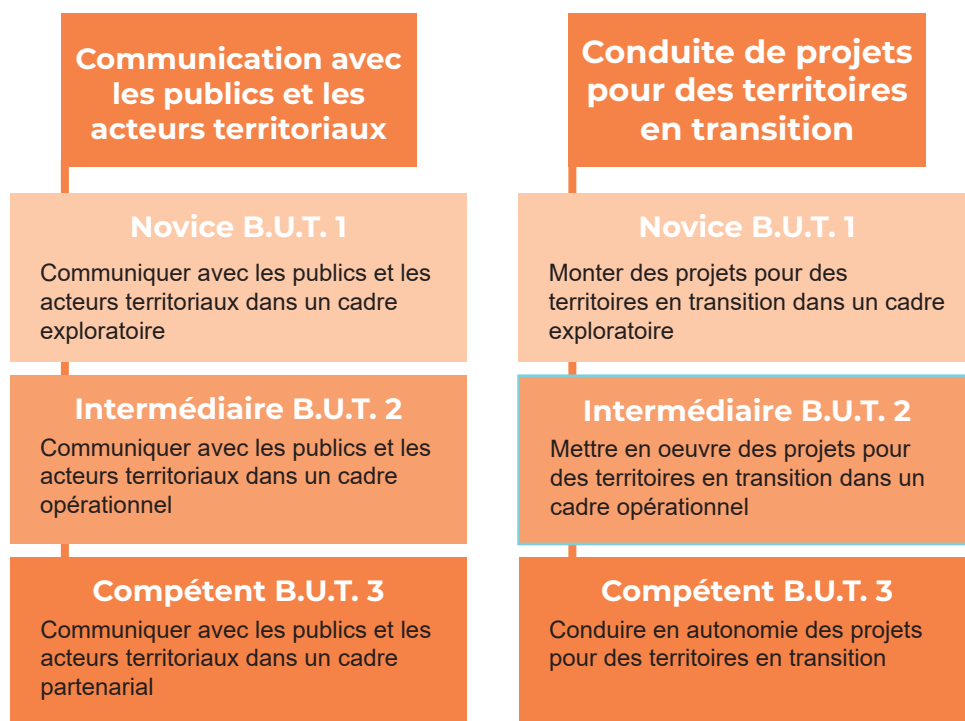 Communication avec
les publics et les
acteurs territoriaux
Novice B.U.T. 1
Communiquer avec les publics et les
acteurs territoriaux dans un cadre
exploratoire
Intermédiaire B.U.T. 2
Communiquer avec les publics et les
acteurs territoriaux dans un cadre
opérationnel
Compétent B.U.T. 3
Communiquer avec les publics et les
acteurs territoriaux dans un cadre
partenarial
Conduite de projets
pour des territoires
en transition
Novice B.U.T. 1
Monter des projets pour des
territoires en transition dans un cadre
exploratoire
Intermédiaire B.U.T. 2
Mettre en oeuvre des projets pour
des territoires en transition dans un
cadre opérationnel
Compétent B.U.T. 3
Conduire en autonomie des projets
pour des territoires en transition